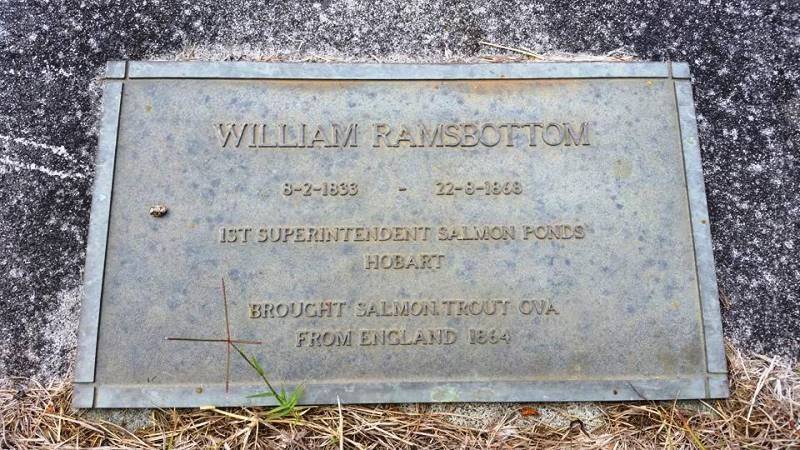 WILLIAM RAMSBOTTOM
8-2-1833 - 22-8-1868
1ST SUPERINTENDENT SALMON PONDS
HOBART
BROUGHT SALMON.TROUT OVA
FROM ENGLAND 1864